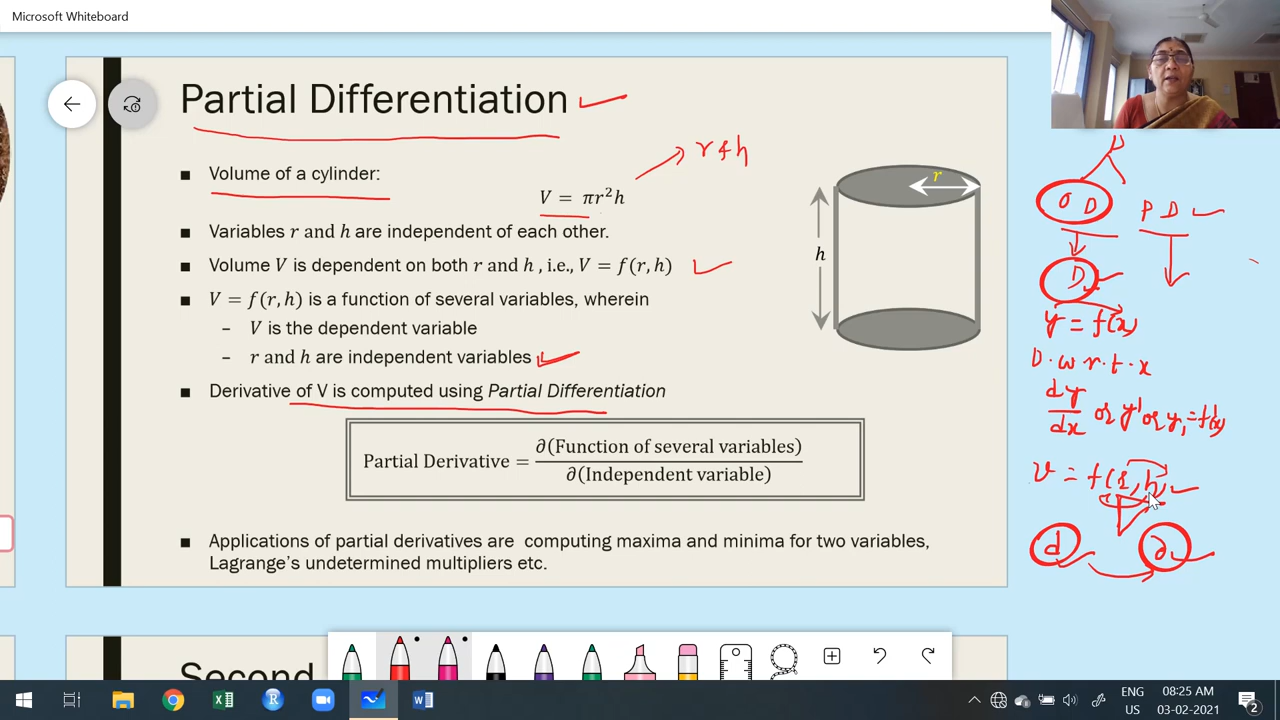 Microsoft Whiteboard
Partial Differentiation
▪ Volume of a cylinder:
V = πr²h
r & h
▪ Variables r and h are independent of each other.
▪ Volume V is dependent on both r and h , i.e., V = f(r, h)
▪ V = f(r, h) is a function of several variables, wherein
– V is the dependent variable
– r and h are independent variables
▪ Derivative of V is computed using Partial Differentiation
Partial Derivative = ∂(Function of several variables)
∂(Independent variable)
▪ Applications of partial derivatives are computing maxima and minima for two variables,
Lagrange's undetermined multipliers etc.
r
h
D
O D P D
D
y = f(x)
D. w r. t. x
dy
dx or y' or y₁ = f'(x)
V = f(r, h)
d ∂
Second
ENG
US
08:25 AM
03-02-2021
2